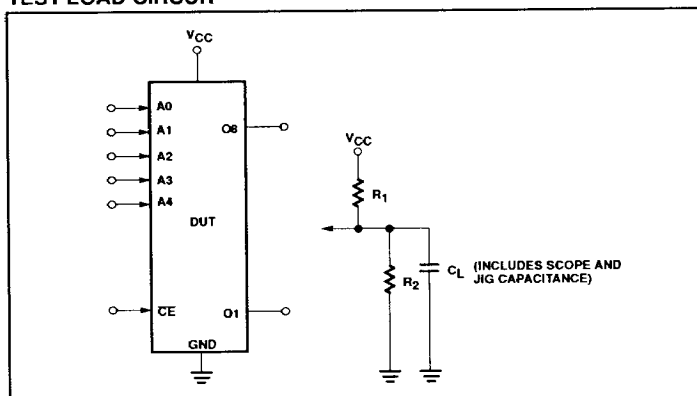 TEST LOAD CIRCUIT
VCC
A0
A1
A2
A3
A4
O8
DUT
CE
O1
GND
VCC
R1
R2
CL (INCLUDES SCOPE AND
JIG CAPACITANCE)